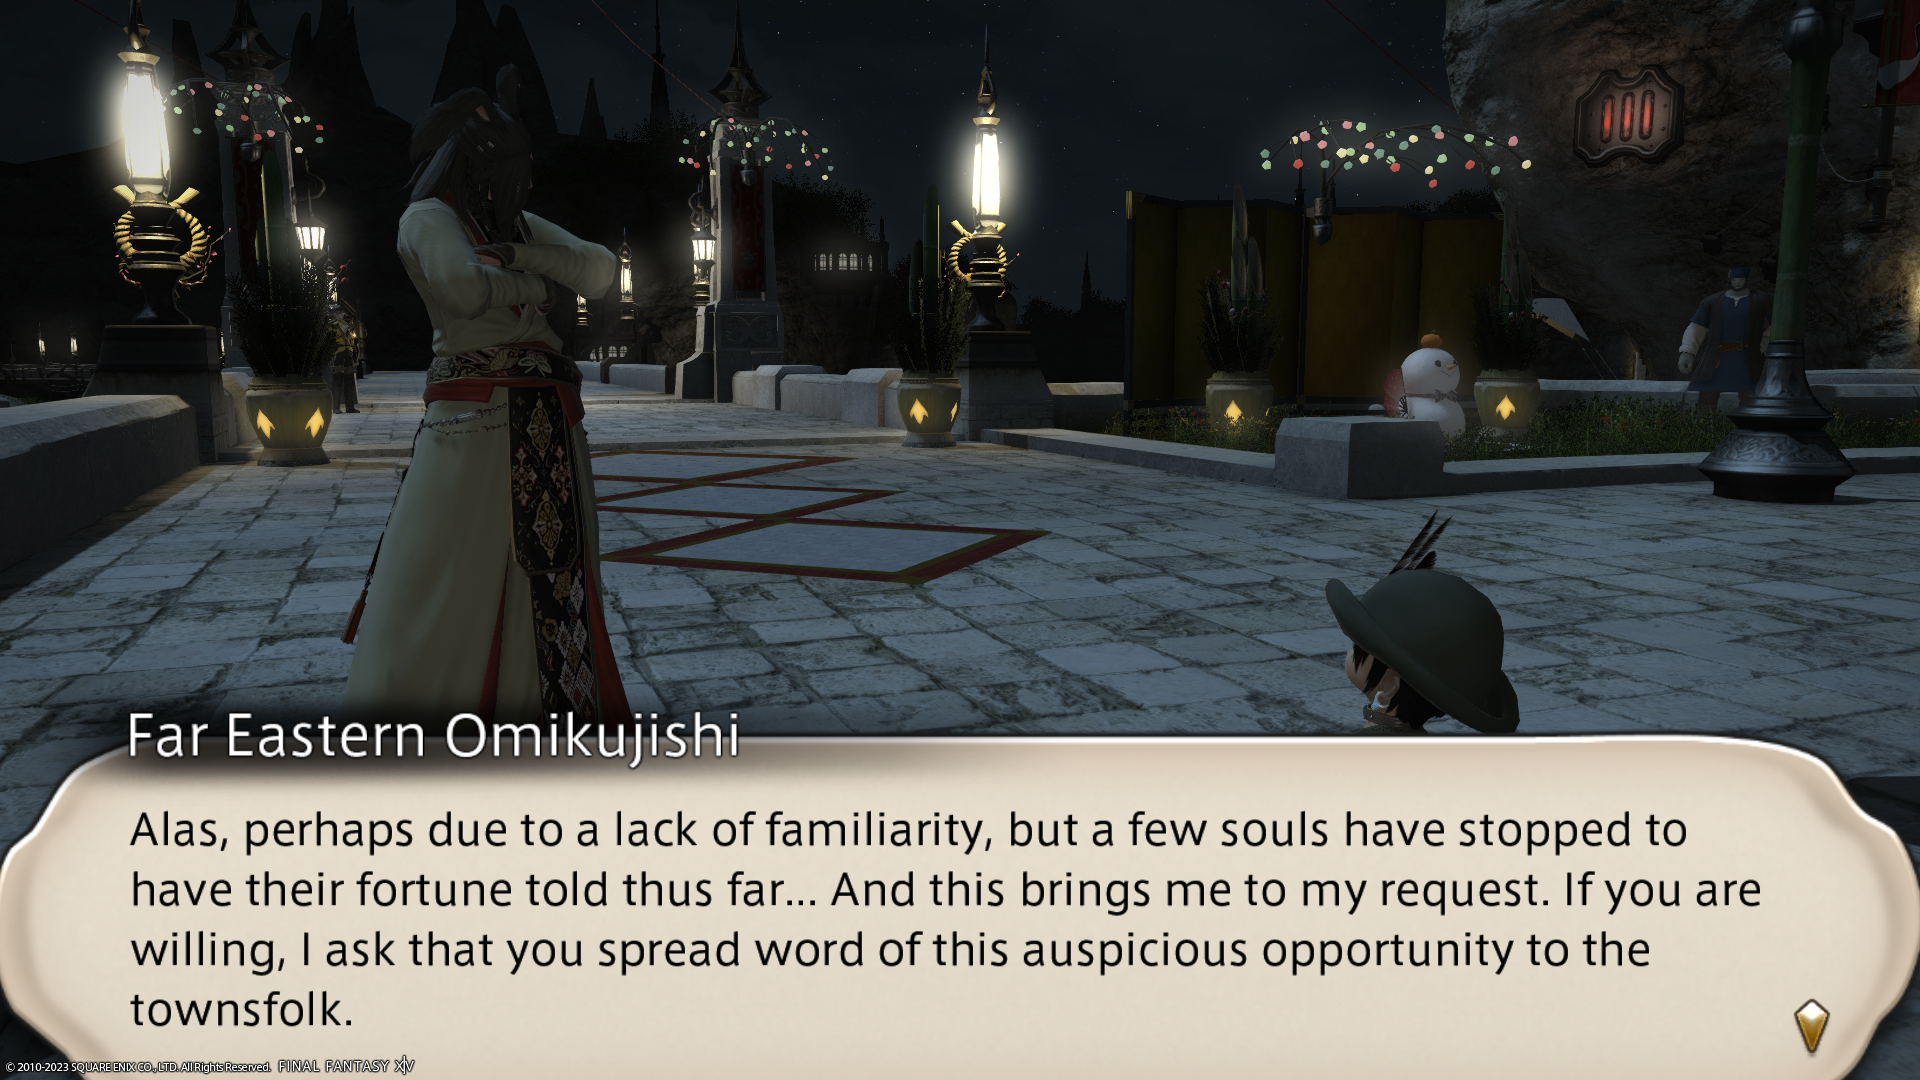 Far Eastern Omikujishi
Alas, perhaps due to a lack of familiarity, but a few souls have stopped to
have their fortune told thus far... And this brings me to my request. If you are
willing, I ask that you spread word of this auspicious opportunity to the
townsfolk.
© 2010-2023 SQUARE ENIX CO., LTD. All Rights Reserved. FINAL FANTASY XIV